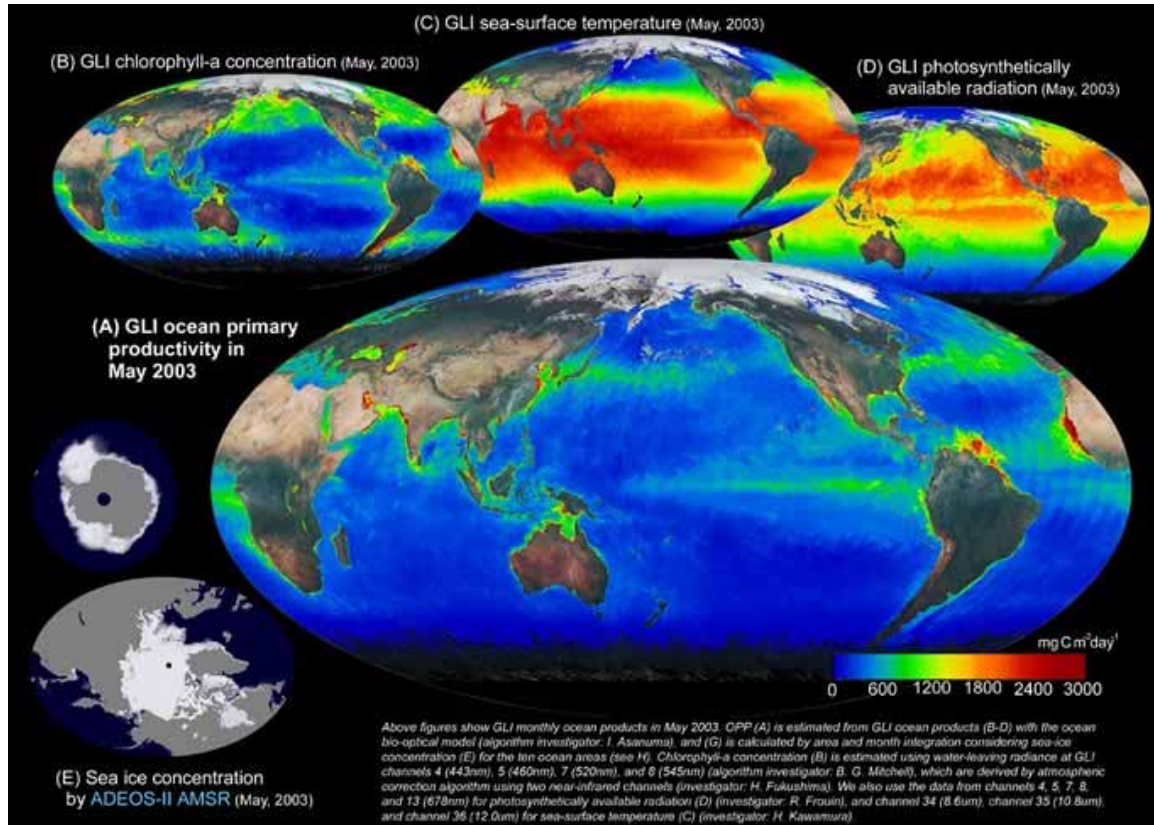 (C) GLI sea-surface temperature (May, 2003)
(B) GLI chlorophyll-a concentration (May, 2003)
(D) GLI photosynthetically
available radiation (May, 2003)
(A) GLI ocean primary
productivity in
May 2003
mg C m-2day-1
0 600 1200 1800 2400 3000
(E) Sea ice concentration
by ADEOS-II AMSR (May, 2003)
Above figures show GLI monthly ocean products in May 2003. OPP (A) is estimated from GLI ocean products (B-D) with the ocean
bio-optical model (algorithm investigator: I. Asanuma), and (G) is calculated by area and month integration considering sea-ice
concentration (E) for the ten ocean areas (see H). Chlorophyll-a concentration (B) is estimated using water-leaving radiance at GLI
channels 4 (443nm), 5 (460nm), 7 (520nm), and 8 (545nm) (algorithm investigator: B. G. Mitchell), which are derived by atmospheric
correction algorithm using two near-infrared channels (investigator: H. Fukushima). We also use the data from channels 4, 5, 7, 8,
and 13 (678nm) for photosynthetically available radiation (D) (investigator: R. Frouin), and channel 34 (8.6um), channel 35 (10.8um),
and channel 36 (12.0um) for sea-surface temperature (C) (investigator: H. Kawamura).